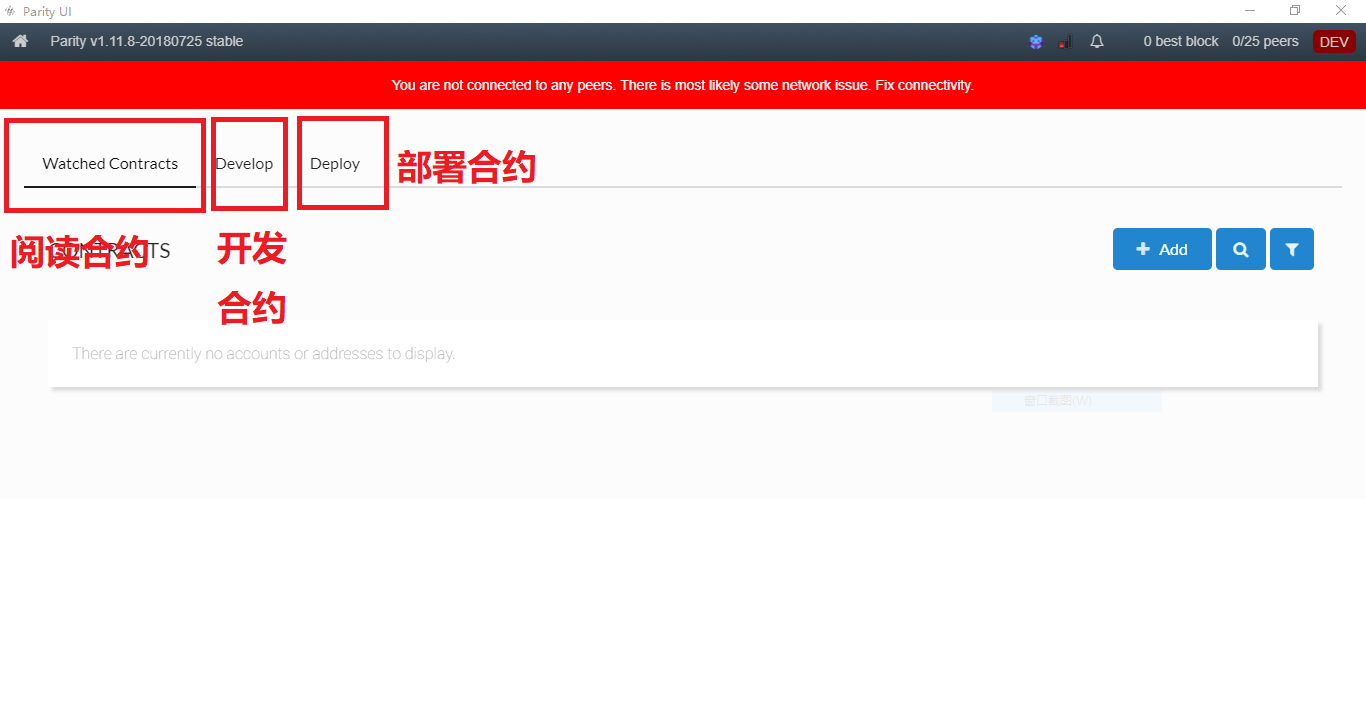 Parity UI
Parity v1.11.8-20180725 stable
0 best block 0/25 peers DEV
You are not connected to any peers. There is most likely some network issue. Fix connectivity.
Watched Contracts Develop Deploy 部署合约
阅读合约 CONTRACTS 开发
合约
Add
There are currently no accounts or addresses to display.
窗口截图(W)